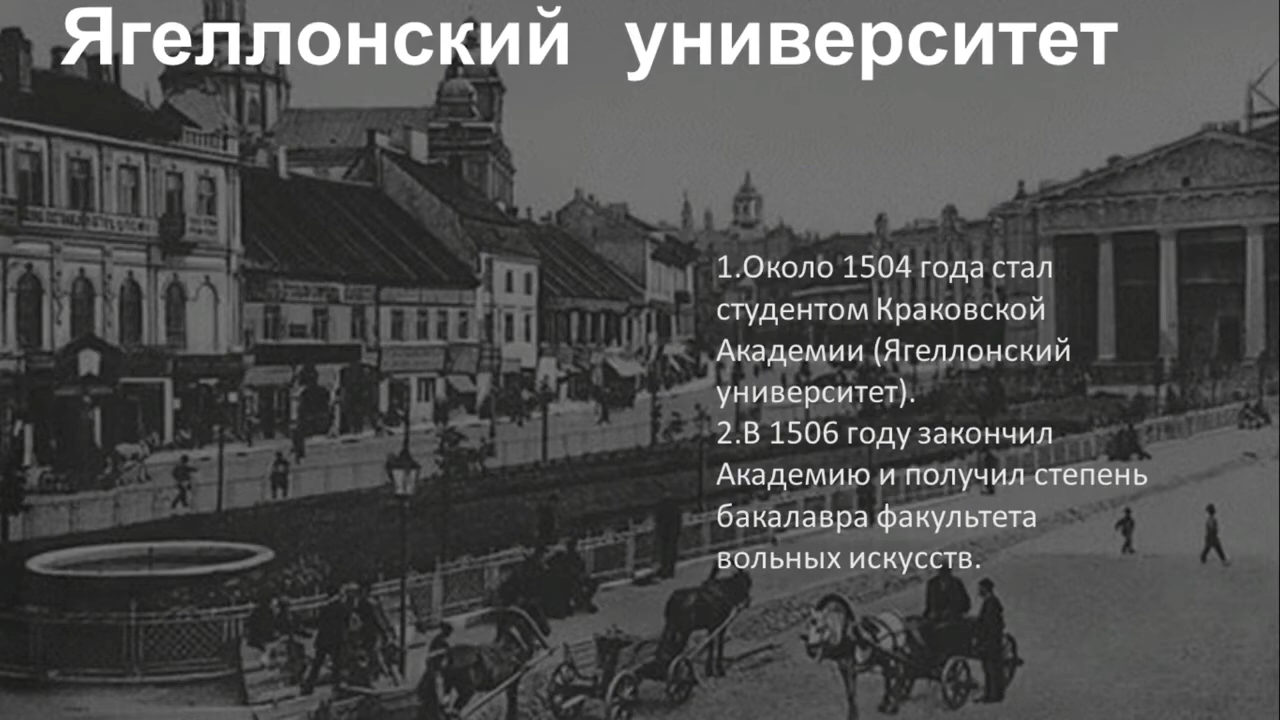 Ягеллонский университет
1.Около 1504 года стал
студентом Краковской
Академии (Ягеллонский
университет).
2.В 1506 году закончил
Академию и получил степень
бакалавра факультета
вольных искусств.